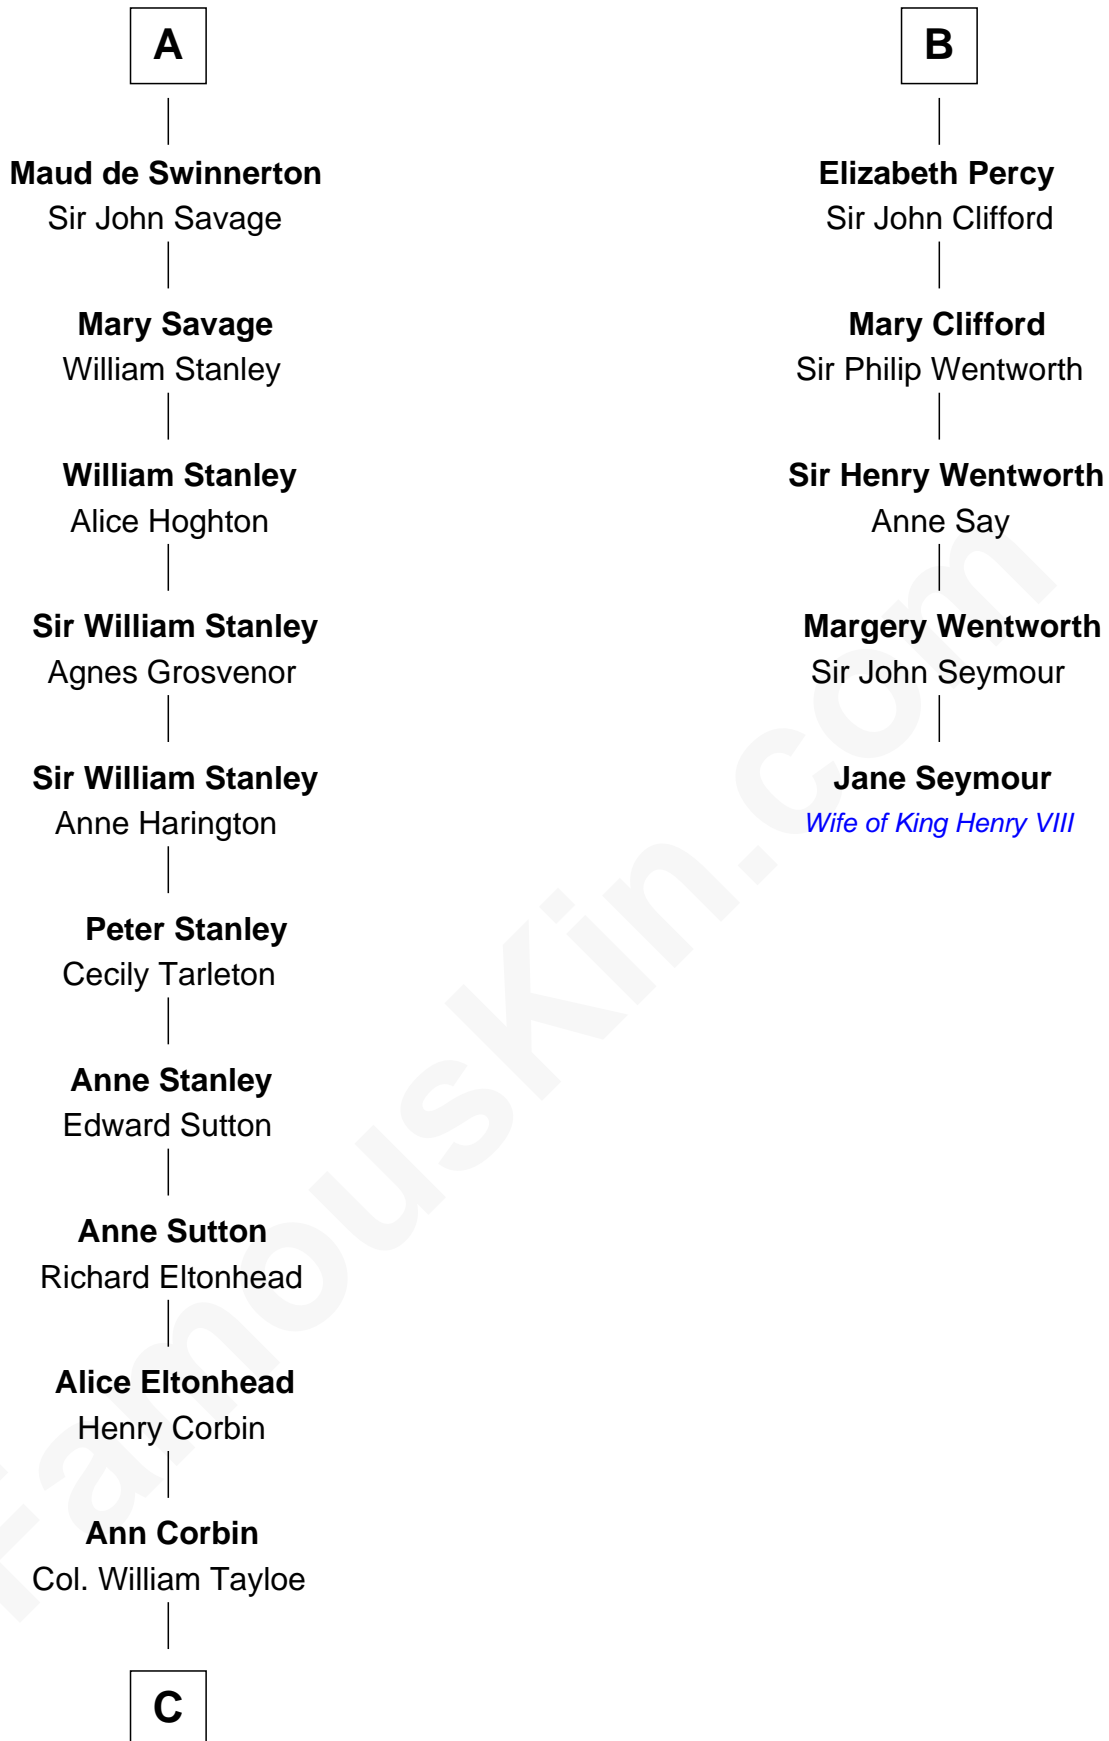 A
Maud de Swinnerton
Sir John Savage
Mary Savage
William Stanley
William Stanley
Alice Hoghton
Sir William Stanley
Agnes Grosvenor
Sir William Stanley
Anne Harington
Peter Stanley
Cecily Tarleton
Anne Stanley
Edward Sutton
Anne Sutton
Richard Eltonhead
Alice Eltonhead
Henry Corbin
Ann Corbin
Col. William Tayloe
C
B
Elizabeth Percy
Sir John Clifford
Mary Clifford
Sir Philip Wentworth
Sir Henry Wentworth
Anne Say
Margery Wentworth
Sir John Seymour
Jane Seymour
Wife of King Henry VIII
FamousKin.com